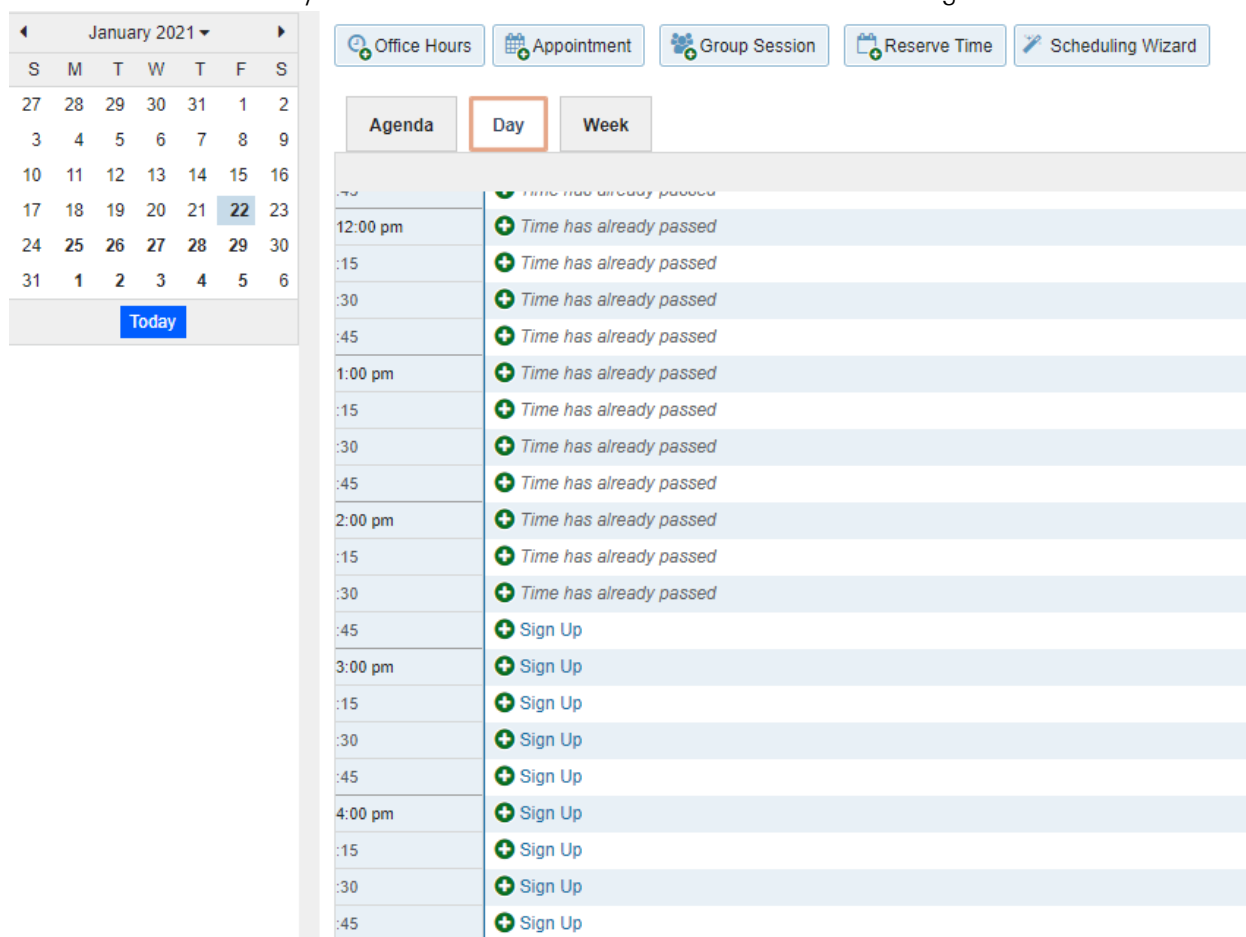 January 2021
S M T W T F S
27 28 29 30 31 1 2
3 4 5 6 7 8 9
10 11 12 13 14 15 16
17 18 19 20 21 22 23
24 25 26 27 28 29 30
31 1 2 3 4 5 6
Today
Office Hours Appointment Group Session Reserve Time Scheduling Wizard
Agenda Day Week
:45 Time has already passed
12:00 pm Time has already passed
:15 Time has already passed
:30 Time has already passed
:45 Time has already passed
1:00 pm Time has already passed
:15 Time has already passed
:30 Time has already passed
:45 Time has already passed
2:00 pm Time has already passed
:15 Time has already passed
:30 Time has already passed
:45 Sign Up
3:00 pm Sign Up
:15 Sign Up
:30 Sign Up
:45 Sign Up
4:00 pm Sign Up
:15 Sign Up
:30 Sign Up
:45 Sign Up